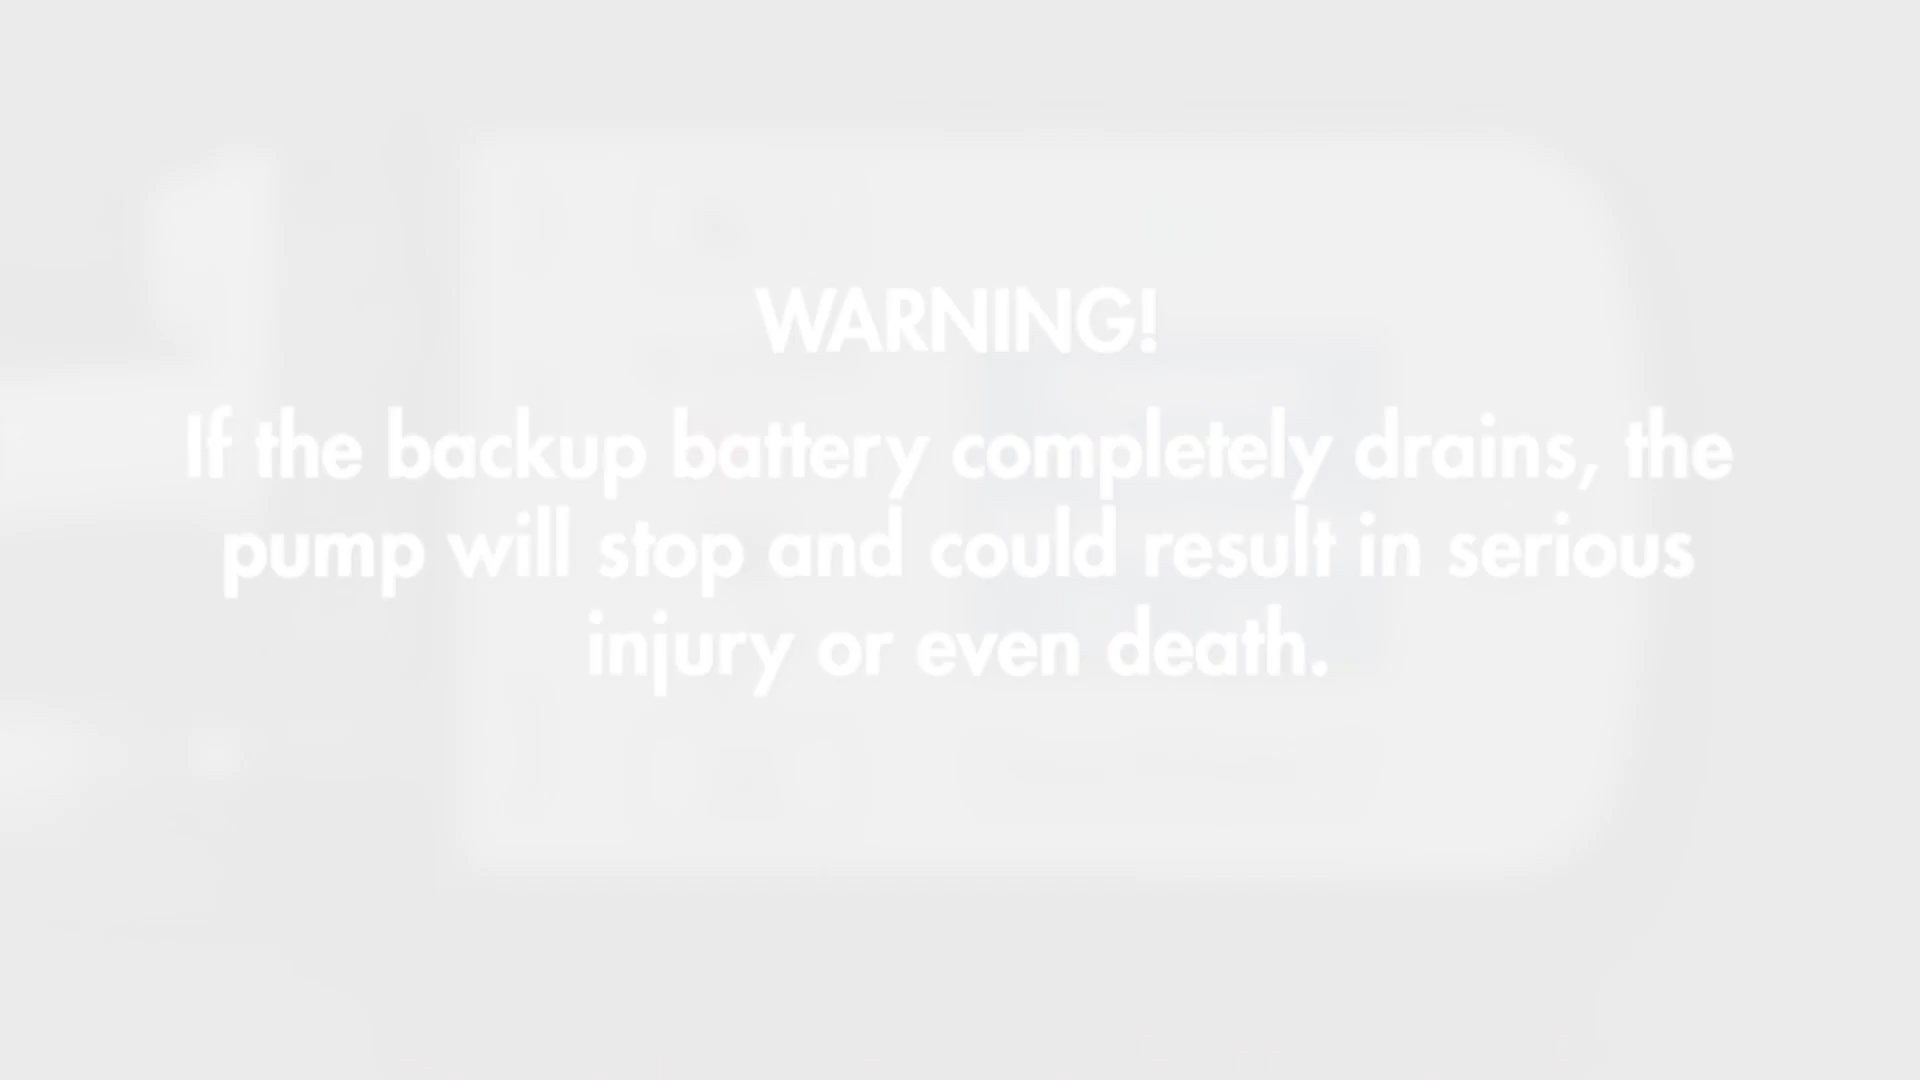 WARNING!
If the backup battery completely drains, the
pump will stop and could result in serious
injury or even death.